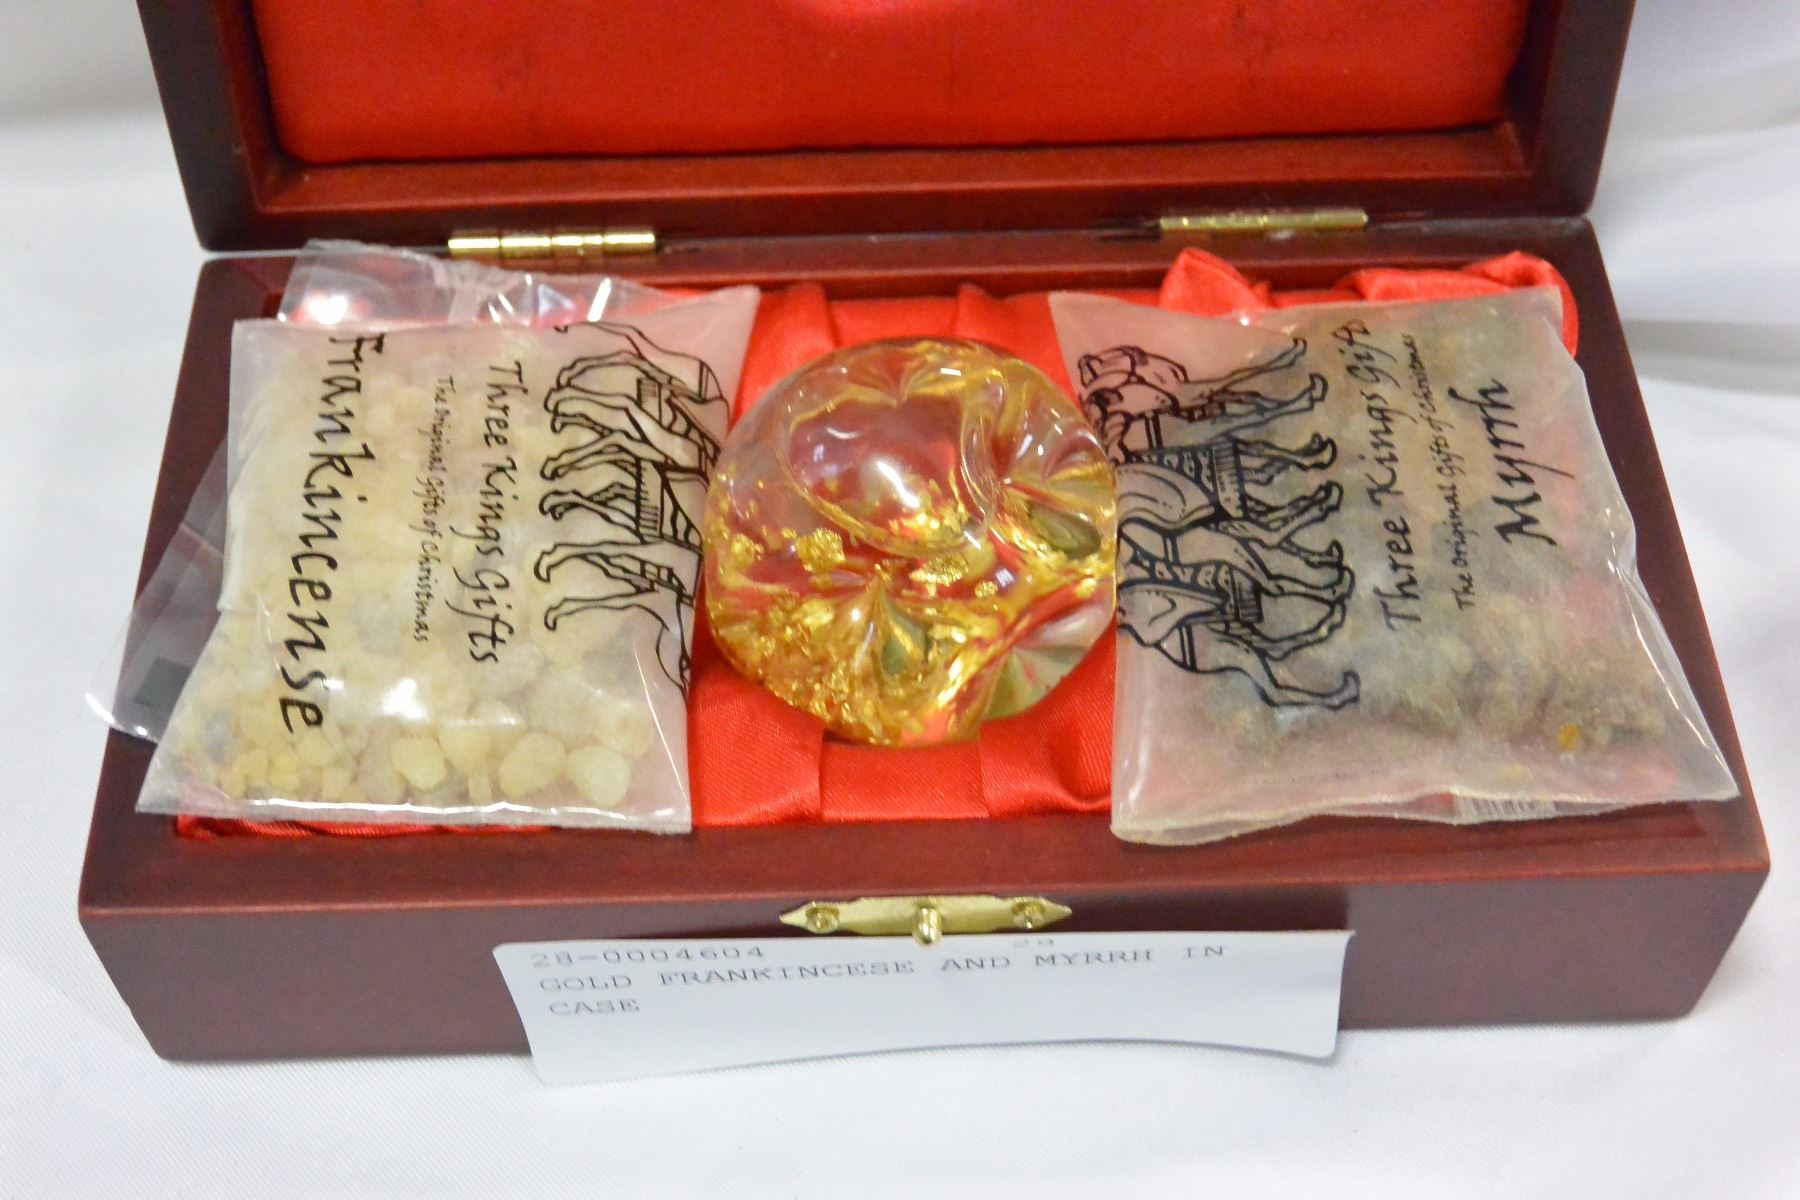 Frankincense
Three Kings Gifts
The Original Gifts of Christmas
Three Kings Gifts
The Original Gifts of Christmas
Myrrh
28-0004604 28
GOLD FRANKINCESE AND MYRRH IN
CASE